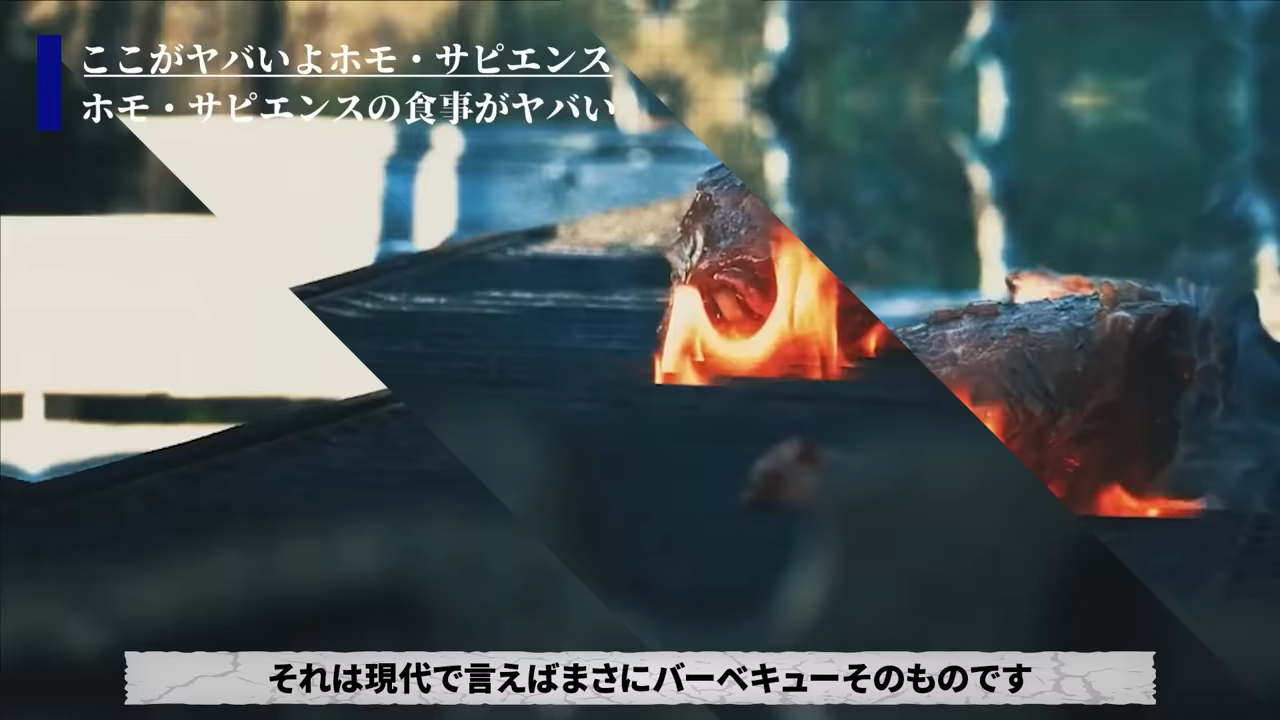 ここがヤバいよホモ・サピエンス
ホモ・サピエンスの食事がヤバい
それは現代で言えばまさにバーベキューそのものです